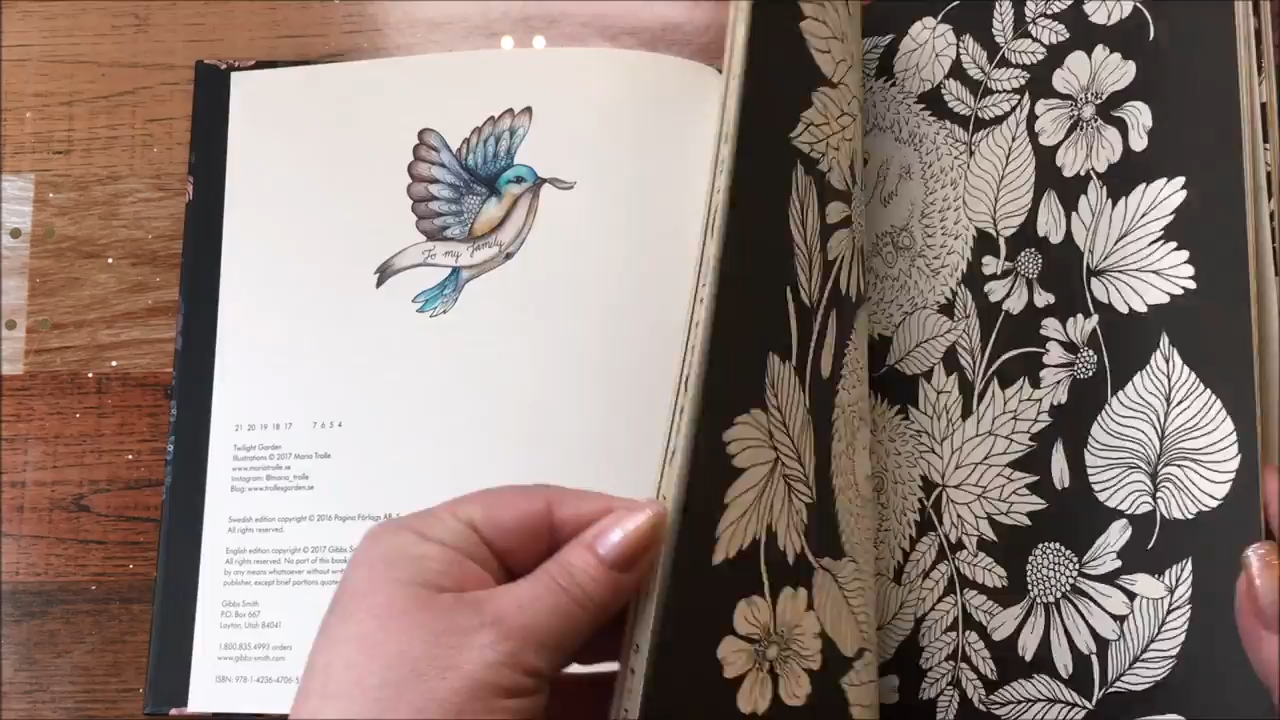 To my family
21 20 19 18 17 7 6 5 4
Twilight Garden
Illustrations © 2017 Maria Trolle
www.mariatrolle.se
Instagram: @maria_trolle
Blog: www.trollesgarden.se
Swedish edition copyright © 2016 Pagina Förlags AB, S
All rights reserved.
English edition copyright © 2017 Gibbs
All rights reserved. No part of this book
by any means whatsoever without
publisher, except brief portions
Gibbs Smith
P.O. Box 667
Layton, Utah 84041
1.800.835.4993 orders
www.gibbs-smith.com
ISBN: 978-1-4236-4706-5